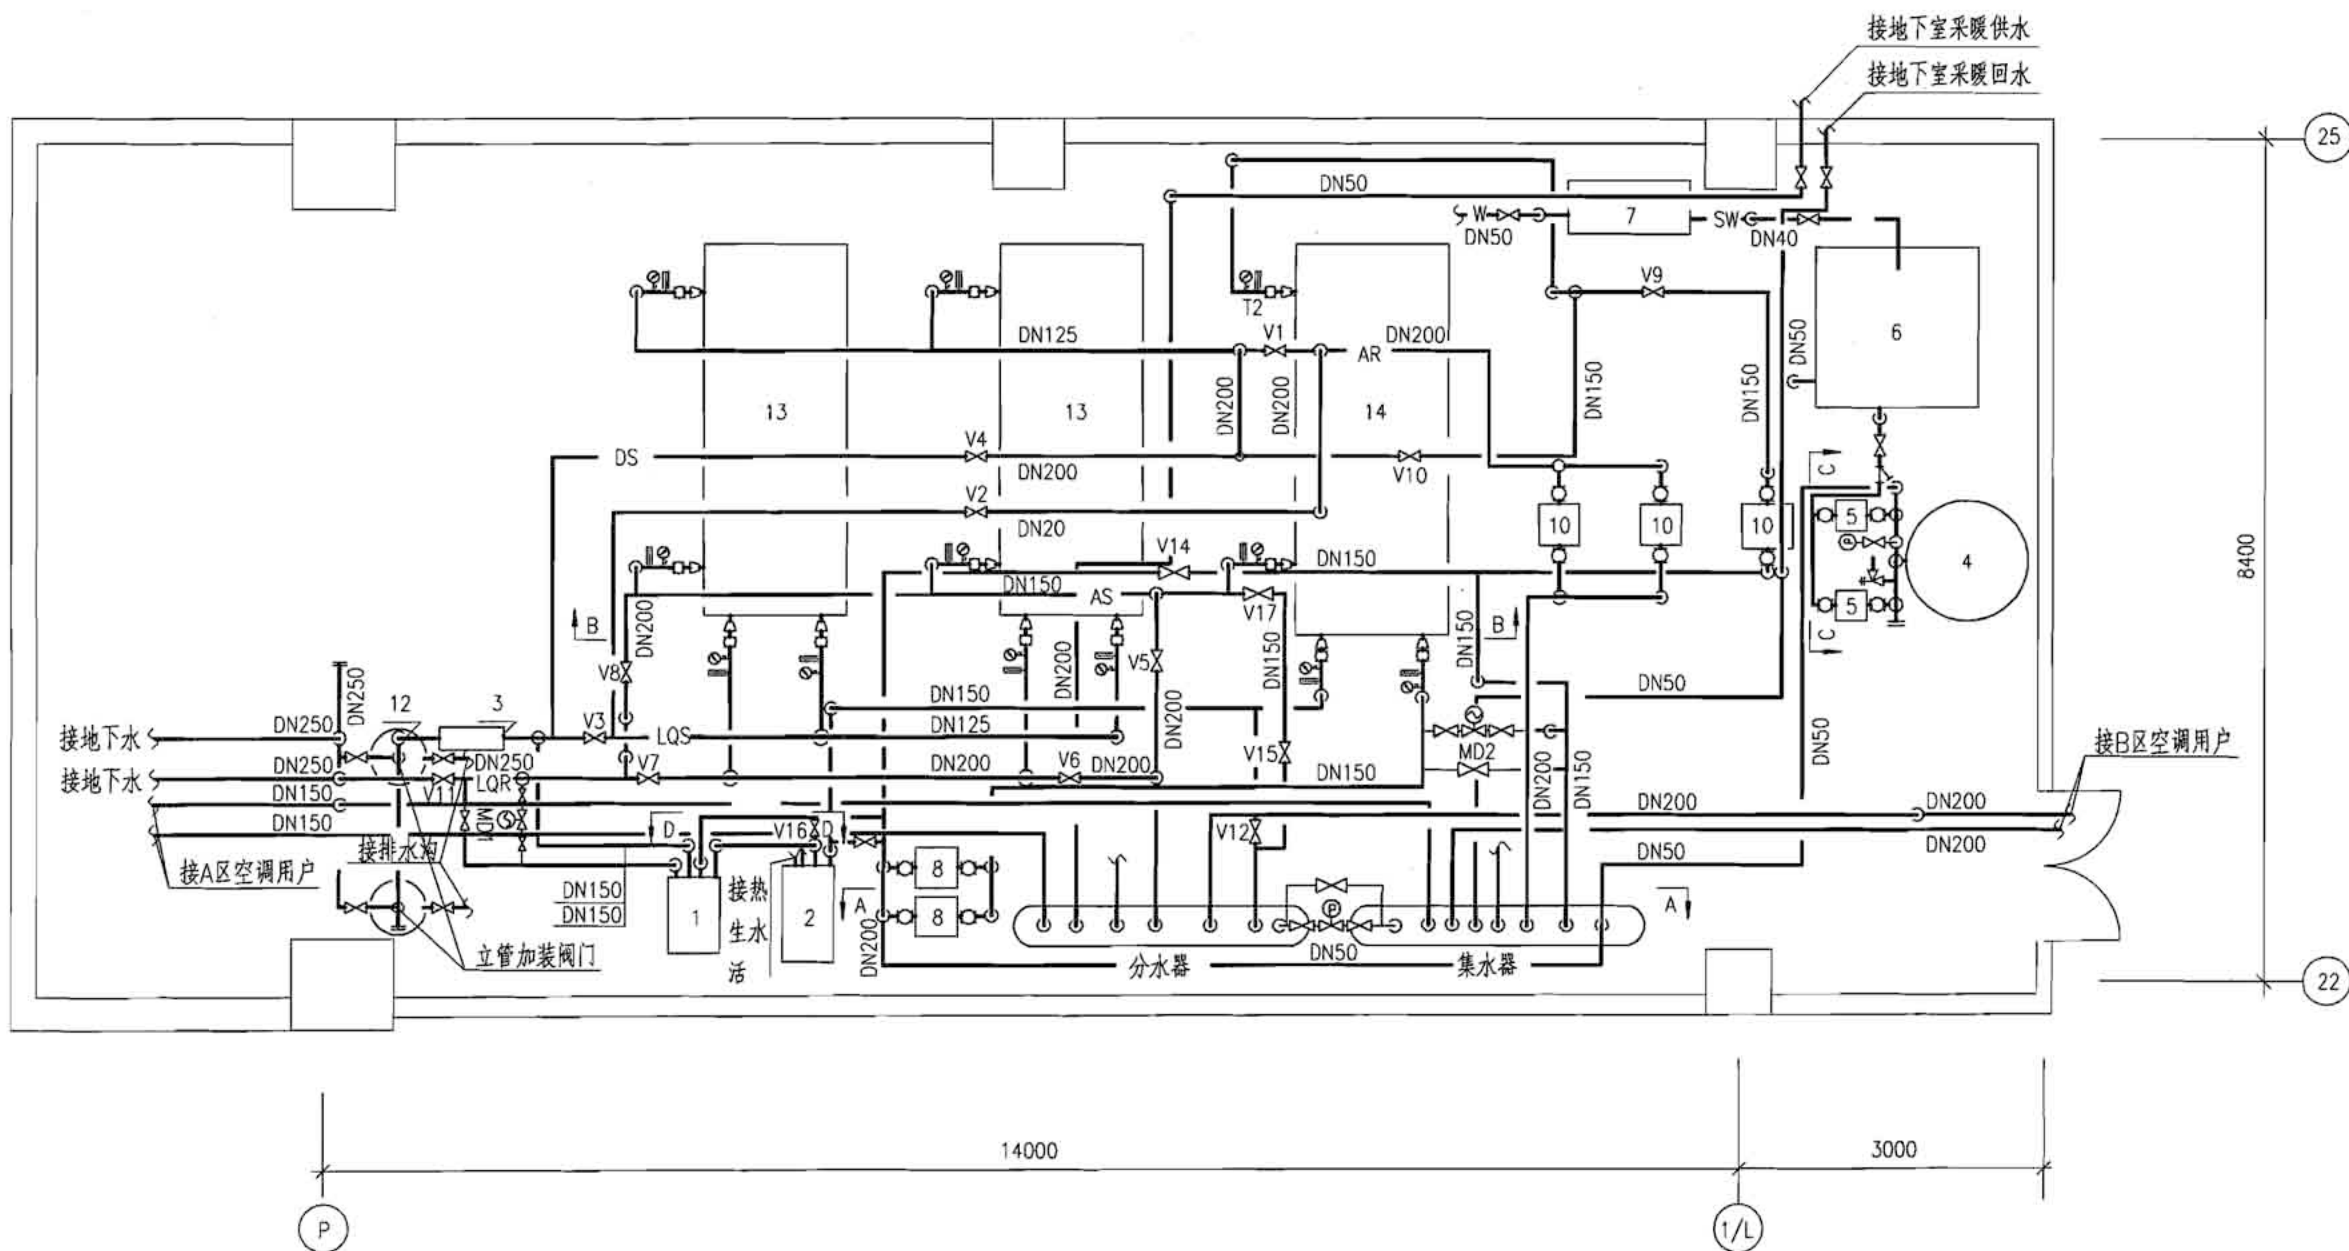 接地下室采暖供水
接地下室采暖回水
25
DN50
W
DN50
7
SW
DN40
T2
V9
6
DN50
V1
DN200
DN125
AR
DN200
DN200
DN150
DN150
13
13
14
8400
V4
DS
DN200
V10
C
V2
DN20
10
10
10
5
P
4
V14
DN150
DN150
AS
V17
5
C
B
DN200
B
DN150
DN200
V5
DN150
V8
DN250
DN150
DN50
12
3
接地下水
DN250
V3
LQS
DN125
DN200
V15
MD2
接B区空调用户
接地下水
DN250
DN250
LQR
V7
DN200
V6
DN200
DN150
DN200
DN150
DN50
V11
DN150
MD1
DN150
D
V16
D
V12
DN200
DN200
DN50
DN200
接排水沟
接A区空调用户
DN150
DN150
1
接热
生水
活
2
A
8
8
P
A
DN200
立管加装阀门
分水器
DN50
集水器
22
14000
3000
P
1/L